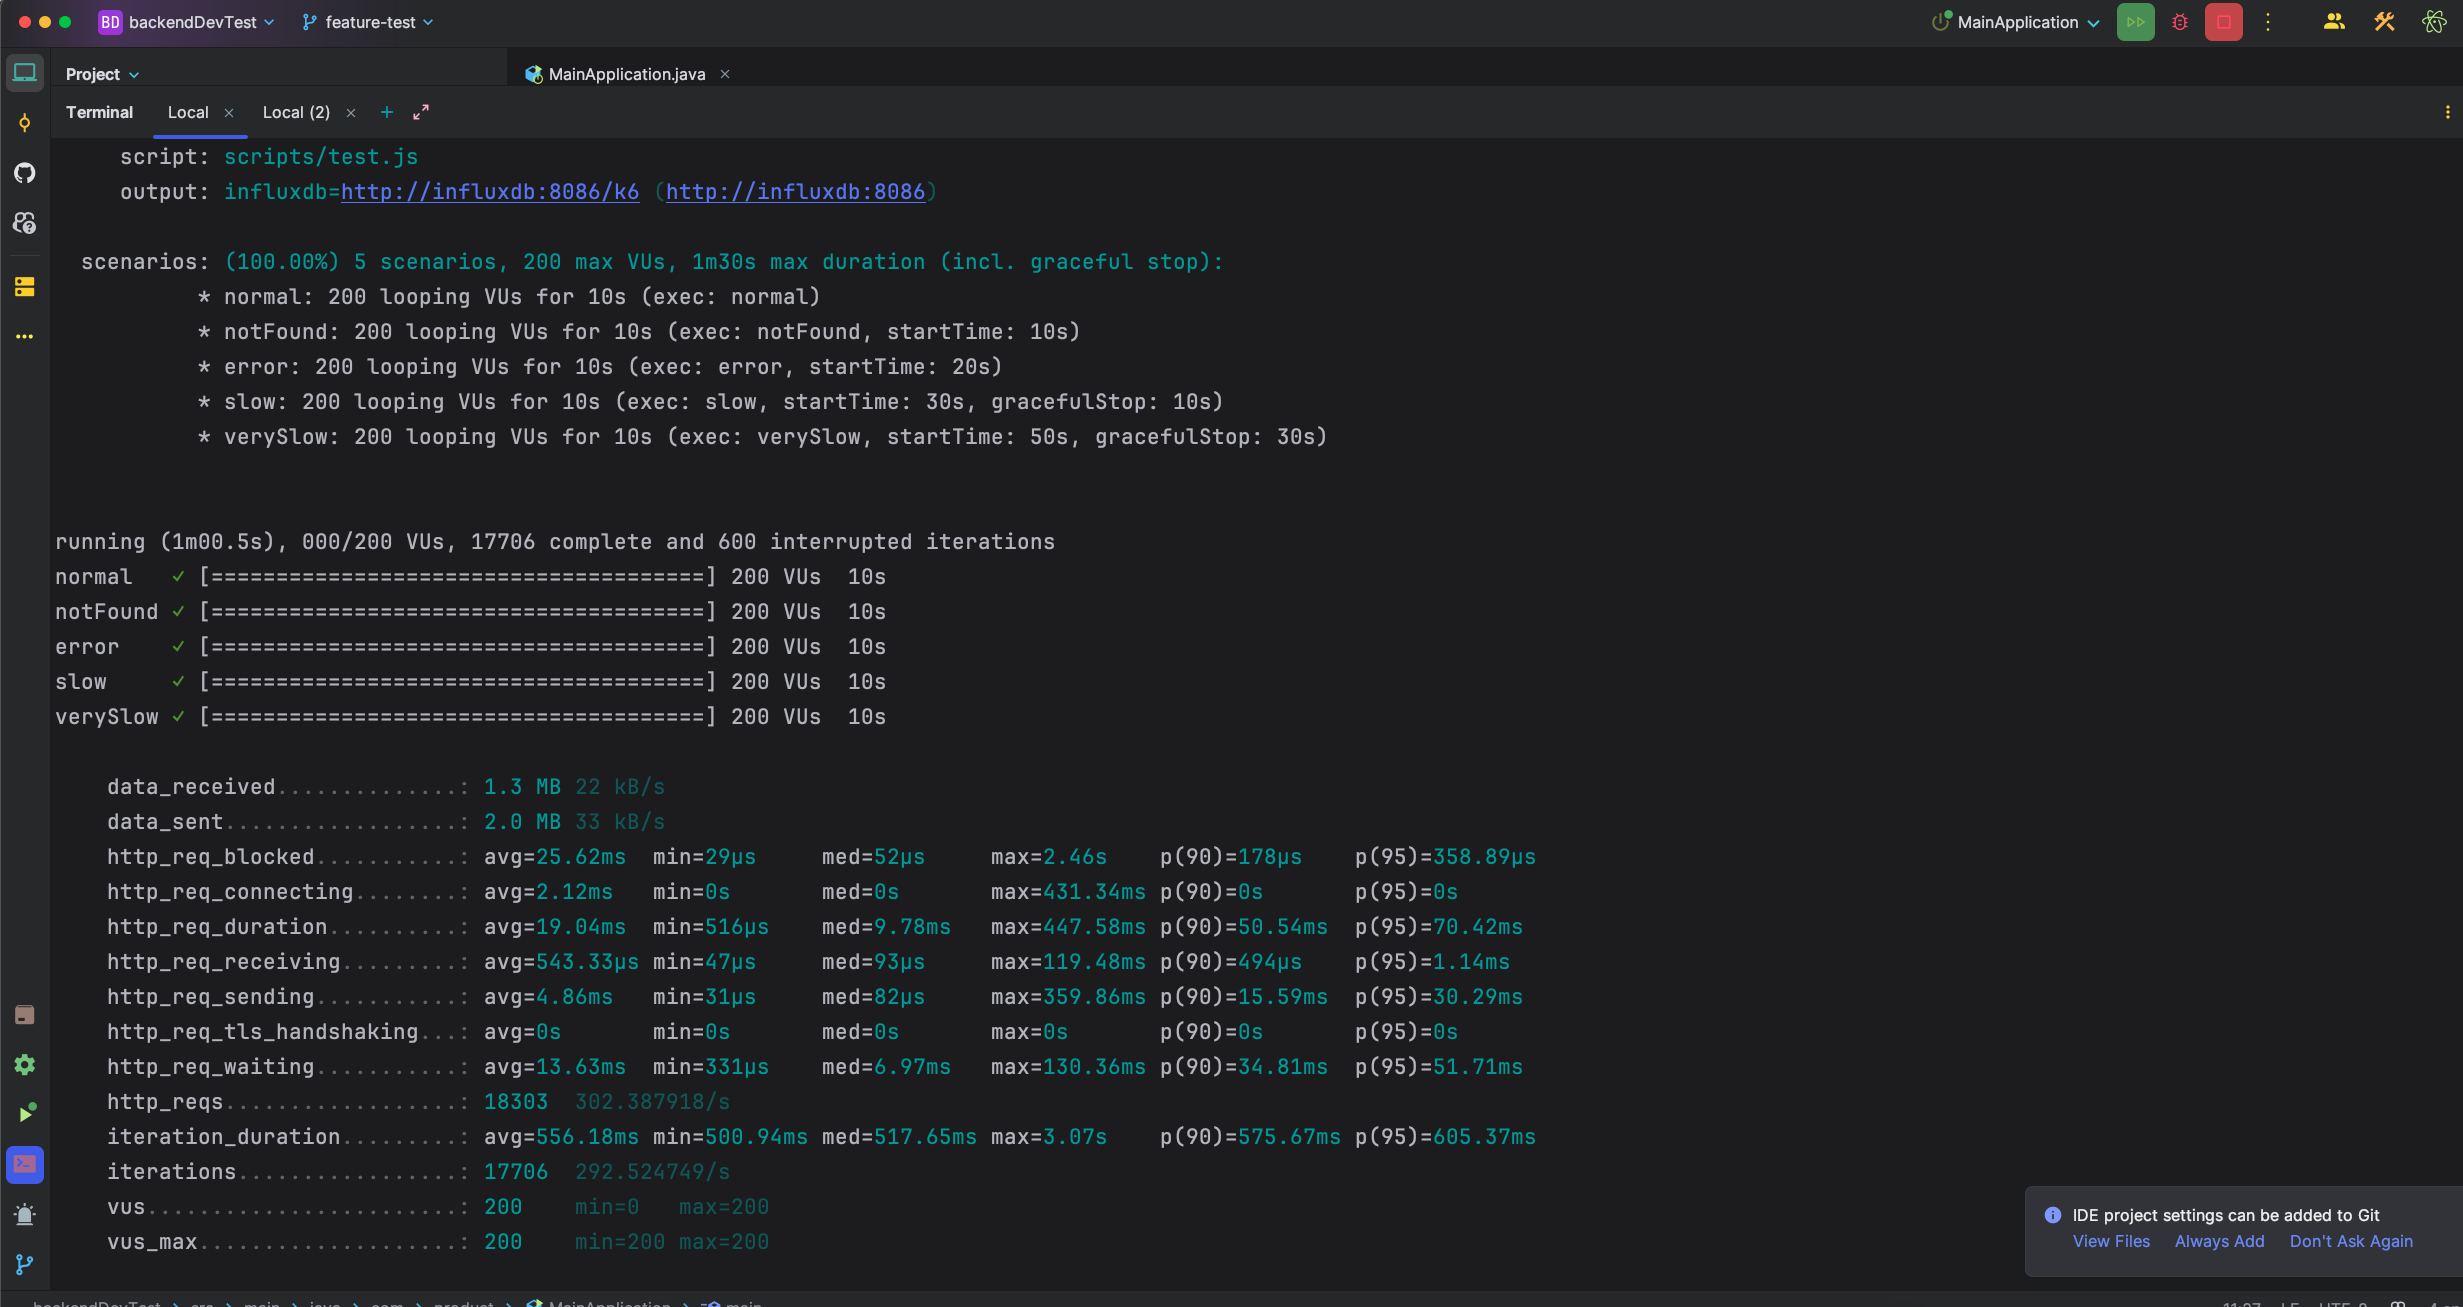 BD backendDevTest feature-test MainApplication
Project MainApplication.java
Terminal Local Local (2)
script: scripts/test.js
output: influxdb=http://influxdb:8086/k6 (http://influxdb:8086)
scenarios: (100.00%) 5 scenarios, 200 max VUs, 1m30s max duration (incl. graceful stop):
* normal: 200 looping VUs for 10s (exec: normal)
* notFound: 200 looping VUs for 10s (exec: notFound, startTime: 10s)
* error: 200 looping VUs for 10s (exec: error, startTime: 20s)
* slow: 200 looping VUs for 10s (exec: slow, startTime: 30s, gracefulStop: 10s)
* verySlow: 200 looping VUs for 10s (exec: verySlow, startTime: 50s, gracefulStop: 30s)
running (1m00.5s), 000/200 VUs, 17706 complete and 600 interrupted iterations
normal ✓ [======================================] 200 VUs 10s
notFound ✓ [======================================] 200 VUs 10s
error ✓ [======================================] 200 VUs 10s
slow ✓ [======================================] 200 VUs 10s
verySlow ✓ [======================================] 200 VUs 10s
data_received..............: 1.3 MB 22 kB/s
data_sent..................: 2.0 MB 33 kB/s
http_req_blocked...........: avg=25.62ms min=29µs med=52µs max=2.46s p(90)=178µs p(95)=358.89µs
http_req_connecting........: avg=2.12ms min=0s med=0s max=431.34ms p(90)=0s p(95)=0s
http_req_duration..........: avg=19.04ms min=516µs med=9.78ms max=447.58ms p(90)=50.54ms p(95)=70.42ms
http_req_receiving.........: avg=543.33µs min=47µs med=93µs max=119.48ms p(90)=494µs p(95)=1.14ms
http_req_sending...........: avg=4.86ms min=31µs med=82µs max=359.86ms p(90)=15.59ms p(95)=30.29ms
http_req_tls_handshaking...: avg=0s min=0s med=0s max=0s p(90)=0s p(95)=0s
http_req_waiting...........: avg=13.63ms min=331µs med=6.97ms max=130.36ms p(90)=34.81ms p(95)=51.71ms
http_reqs..................: 18303 302.387918/s
iteration_duration.........: avg=556.18ms min=500.94ms med=517.65ms max=3.07s p(90)=575.67ms p(95)=605.37ms
iterations.................: 17706 292.524749/s
vus........................: 200 min=0 max=200
vus_max....................: 200 min=200 max=200
IDE project settings can be added to Git
View Files Always Add Don't Ask Again
backendDevTest src main java com product MainApplication main